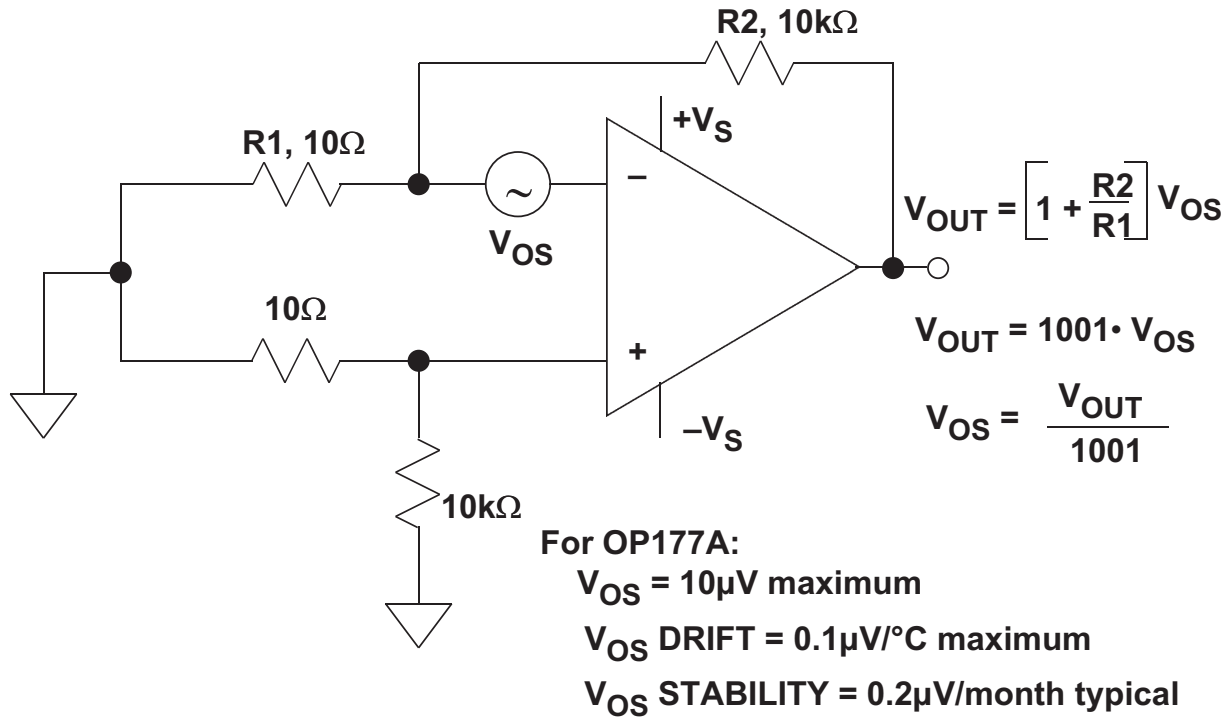 R2, 10kΩ
+VS
R1, 10Ω
–
~
VOS
VOUT = [1 + R2/R1] VOS
10Ω
+
VOUT = 1001• VOS
–VS
VOS = VOUT/1001
10kΩ
For OP177A:
VOS = 10µV maximum
VOS DRIFT = 0.1µV/°C maximum
VOS STABILITY = 0.2µV/month typical